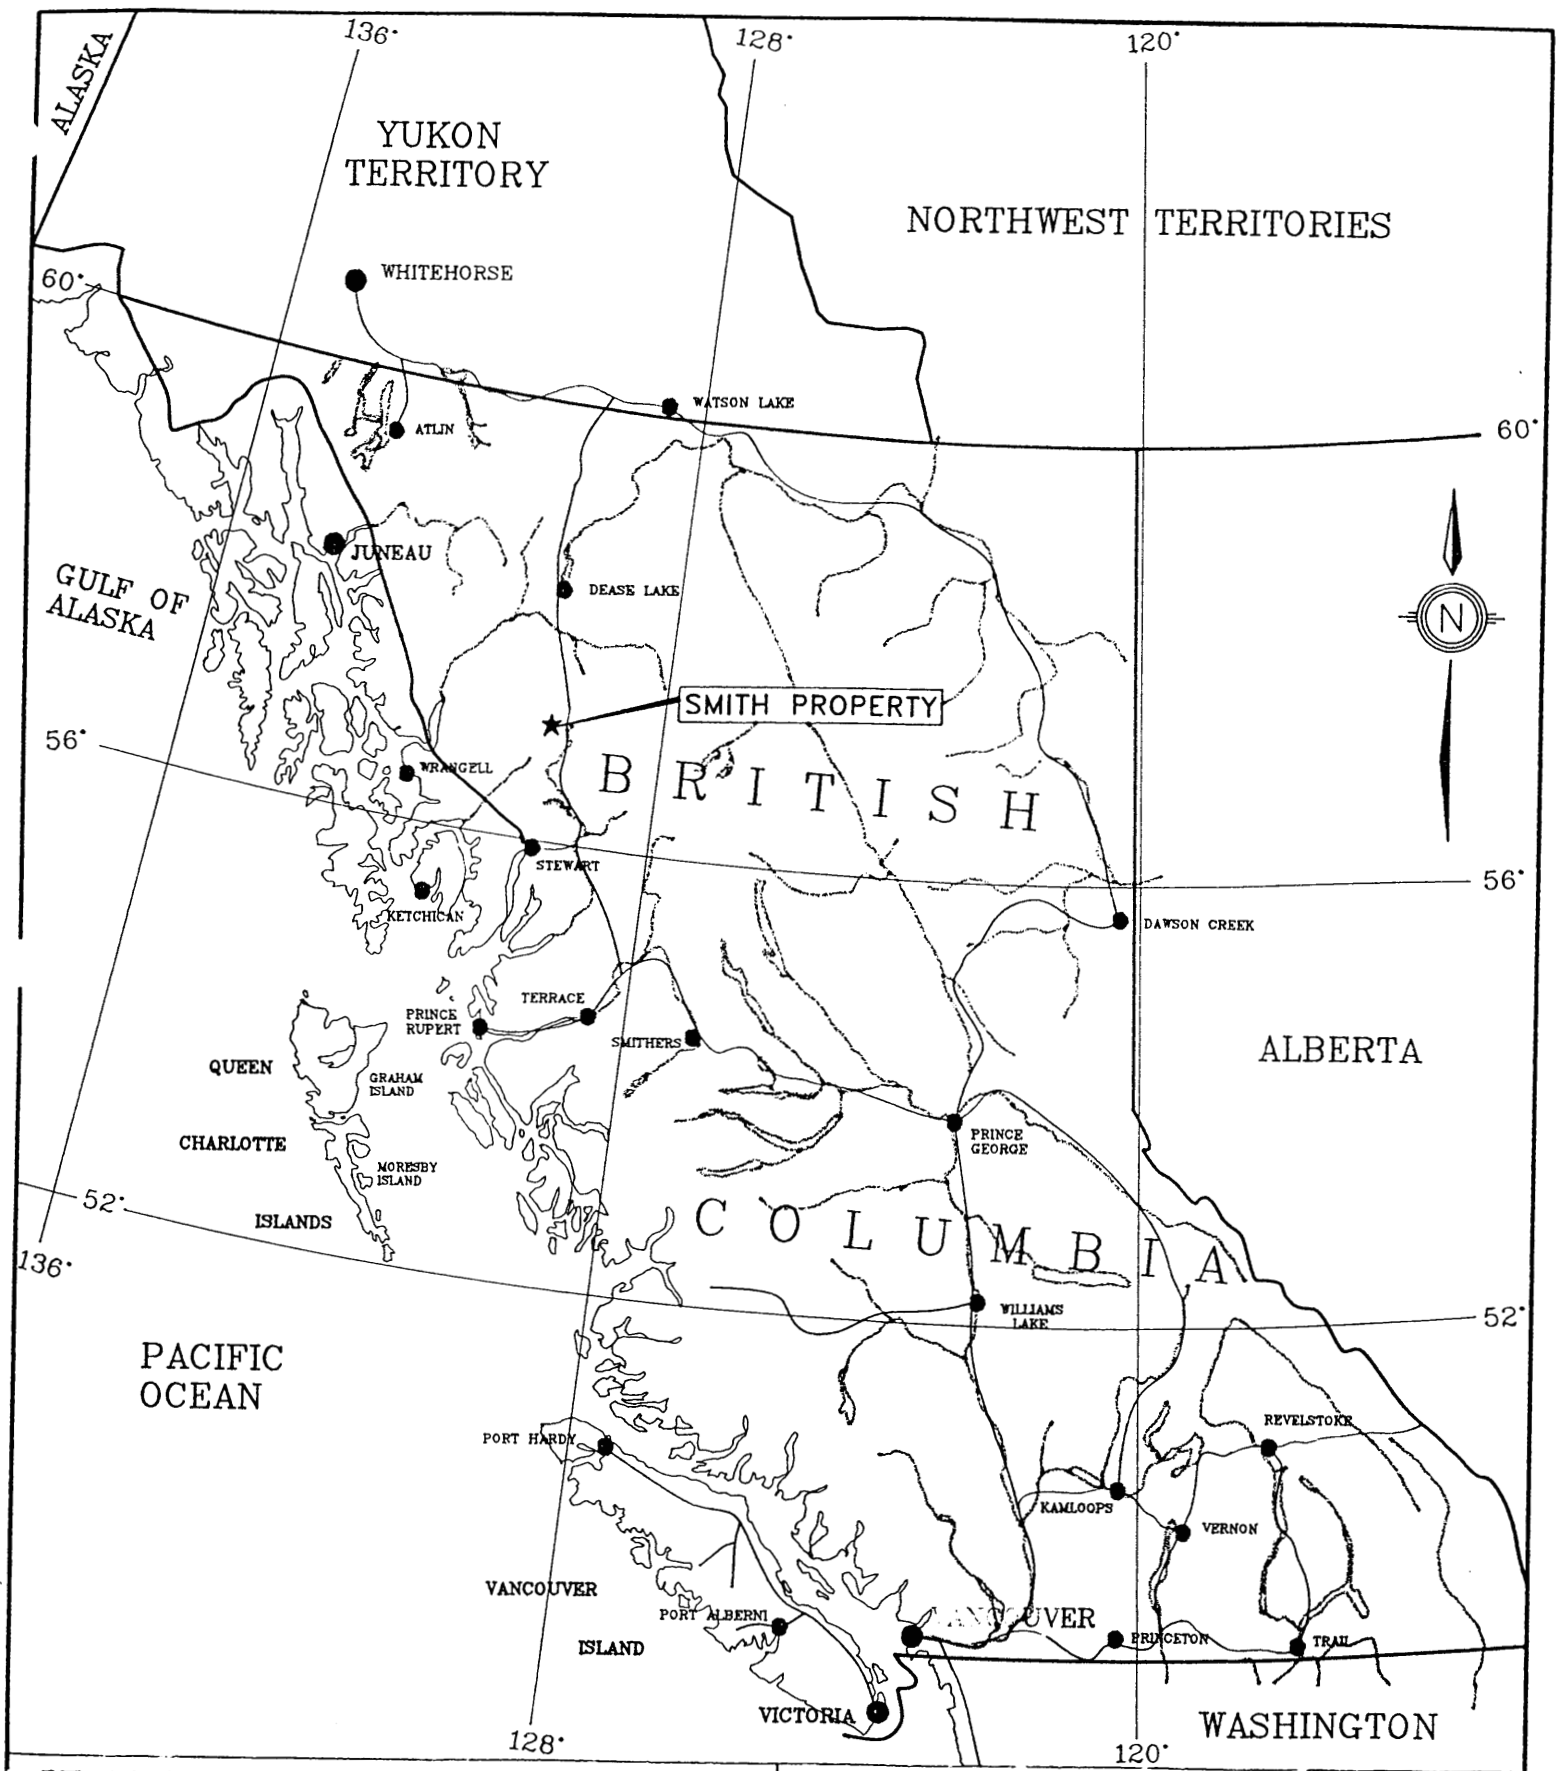 136°
128°
120°
ALASKA
YUKON
TERRITORY
NORTHWEST TERRITORIES
60°
WHITEHORSE
WATSON LAKE
ATLIN
60°
JUNEAU
GULF OF
ALASKA
DEASE LAKE
N
SMITH PROPERTY
56°
WRANGELL
BRITISH
STEWART
56°
KETCHICAN
DAWSON CREEK
TERRACE
PRINCE
RUPERT
SMITHERS
ALBERTA
QUEEN
GRAHAM
ISLAND
CHARLOTTE
PRINCE
GEORGE
MORESBY
ISLAND
52°
ISLANDS
COLUMBIA
136°
WILLIAMS
LAKE
52°
PACIFIC
OCEAN
REVELSTOKE
PORT HARDY
KAMLOOPS
VERNON
VANCOUVER
ISLAND
PORT ALBERNI
VANCOUVER
PRINCETON
TRAIL
VICTORIA
WASHINGTON
128°
120°